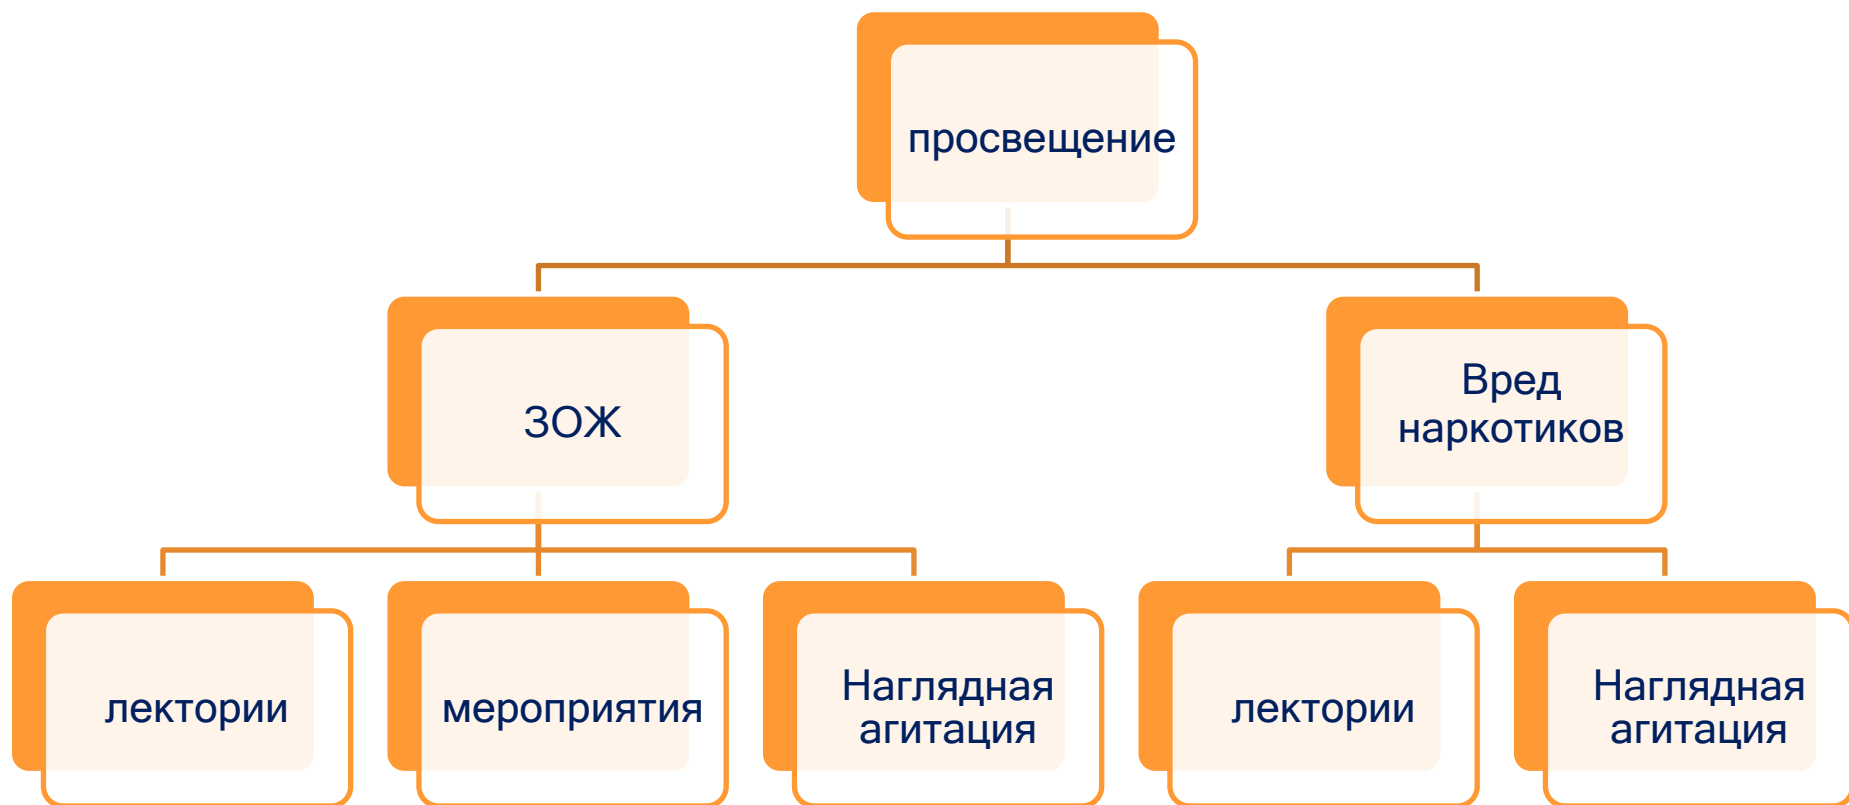 просвещение
ЗОЖ
Вред
наркотиков
лектории
мероприятия
Наглядная
агитация
лектории
Наглядная
агитация